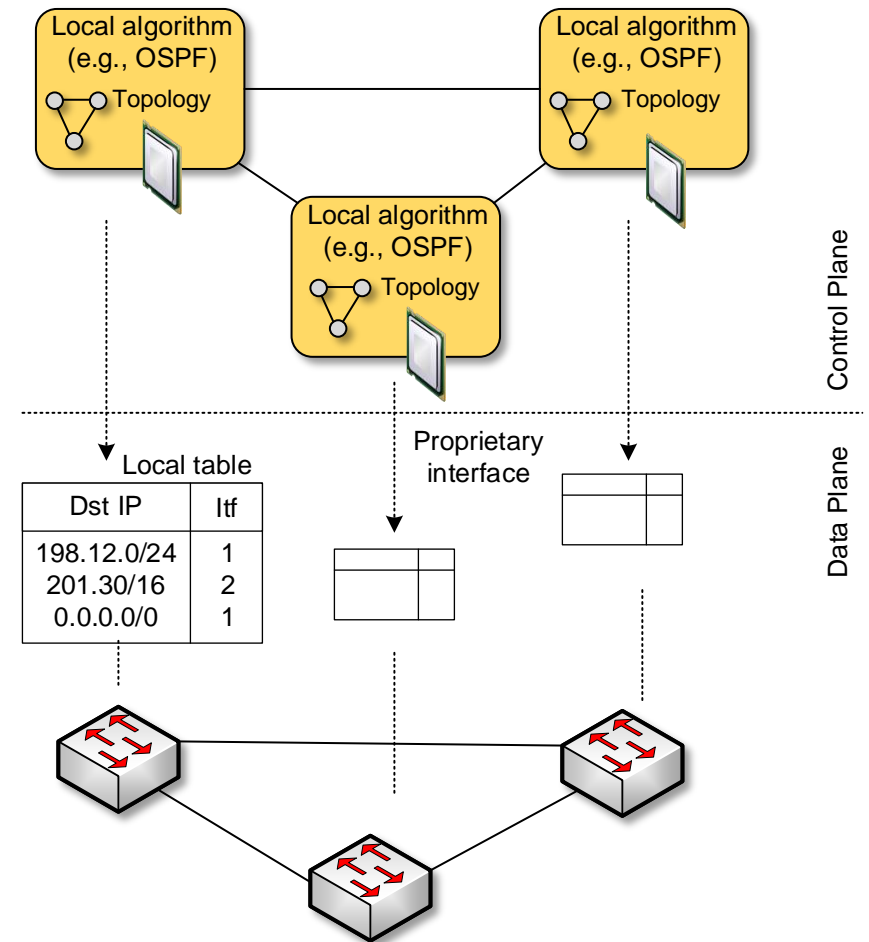 Local algorithm
(e.g., OSPF)
Topology
Local algorithm
(e.g., OSPF)
Topology
Local algorithm
(e.g., OSPF)
Topology
Control Plane
Proprietary
interface
Local table
Dst IP Itf
198.12.0/24 1
201.30/16 2
0.0.0.0/0 1
Data Plane